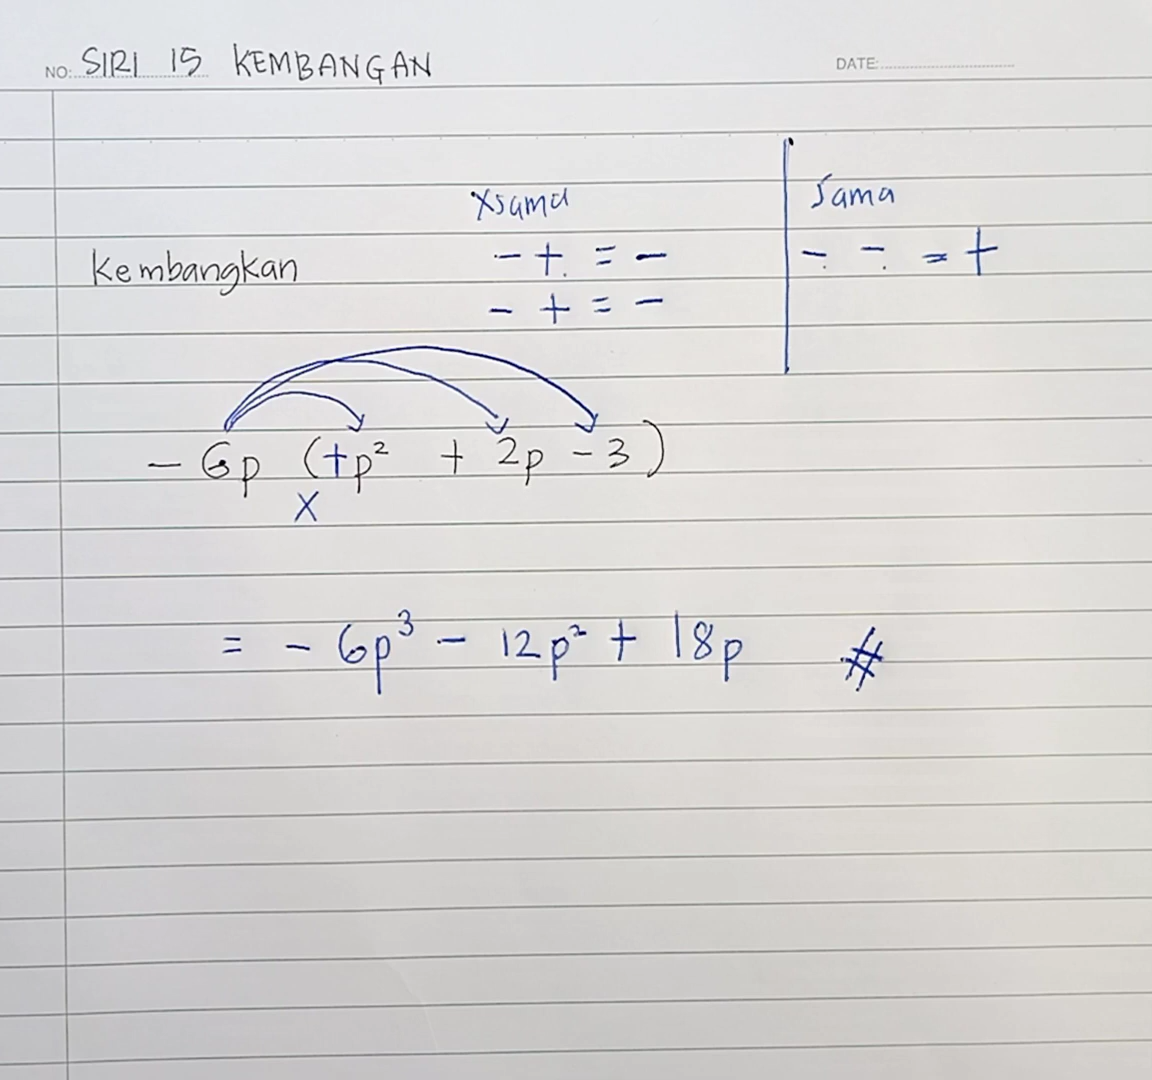 NO: SIRI 15 KEMBANGAN DATE:
Xsama Sama
Kembangkan - + = - - - = +
- + = -
- 6p (+p² + 2p - 3)
X
= - 6p³ - 12p² + 18p #